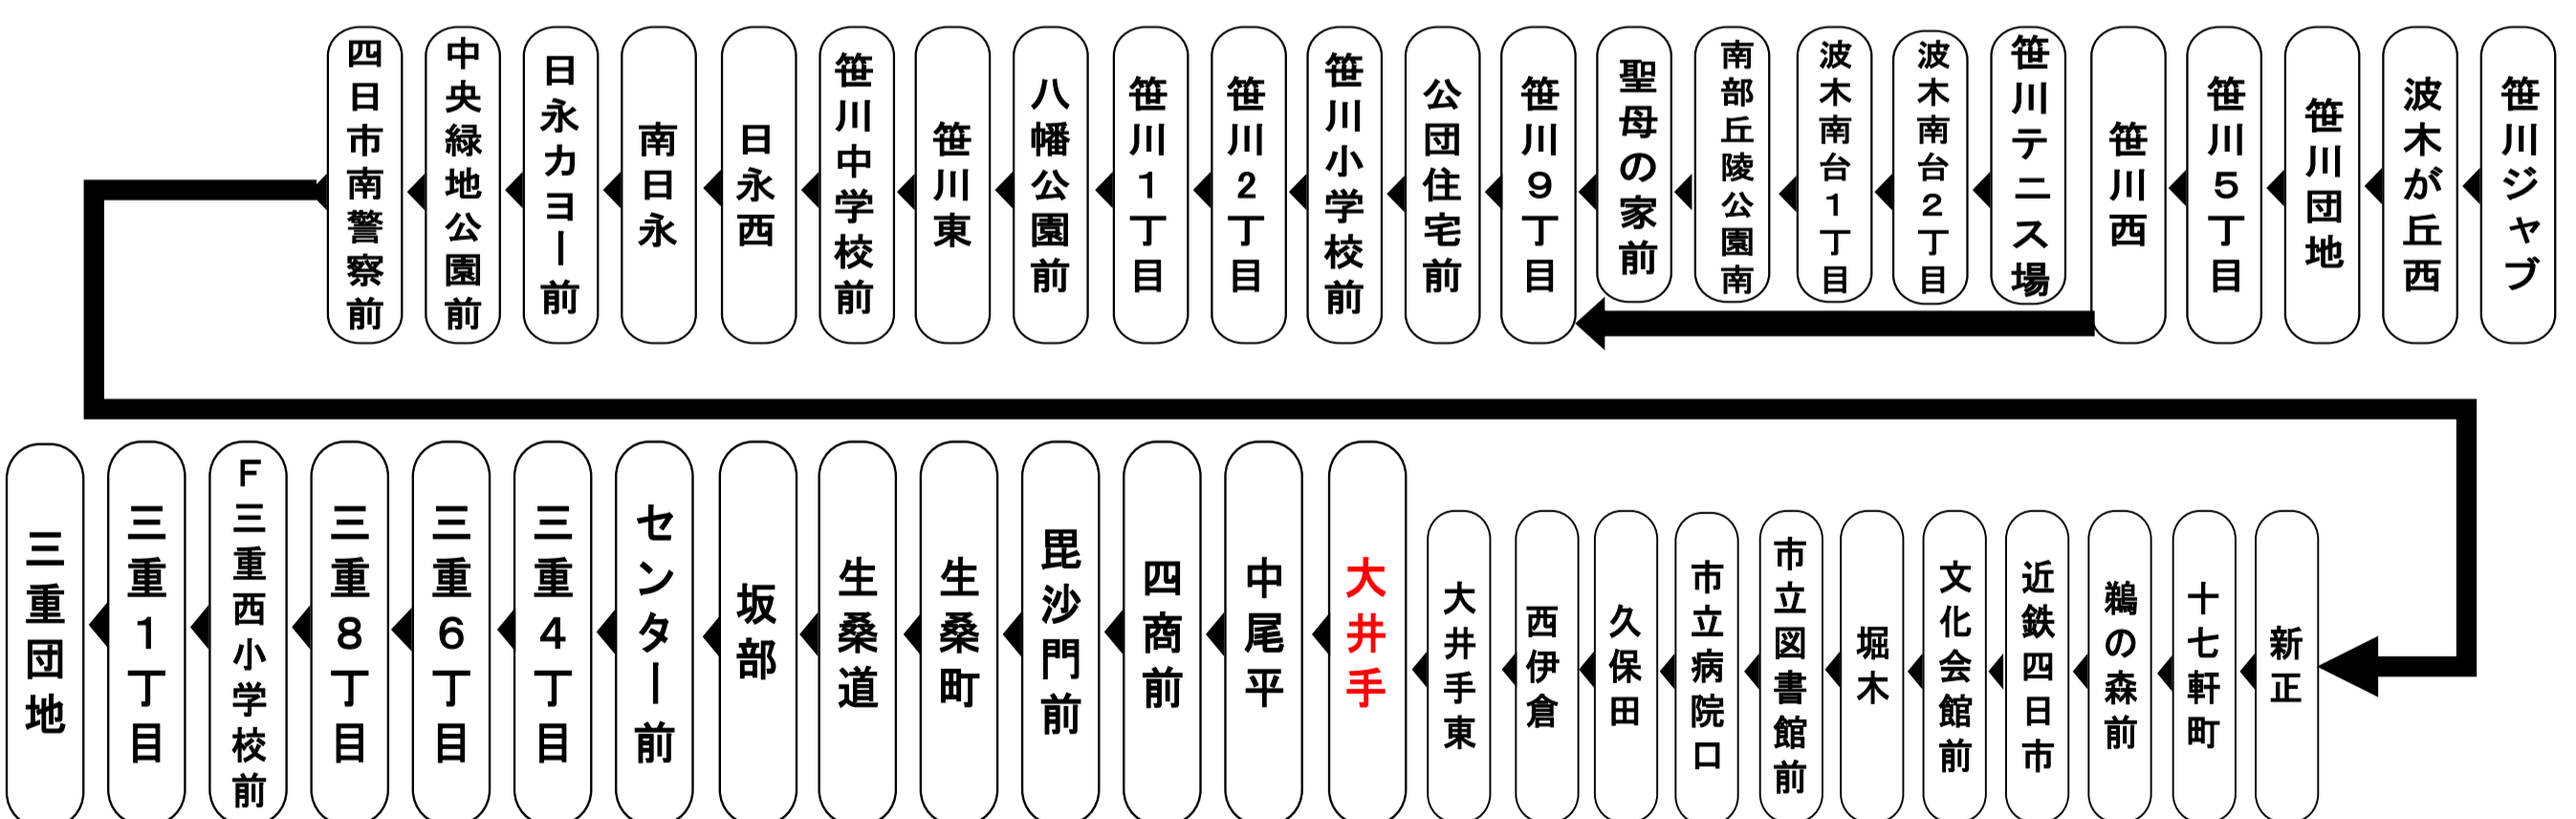 笹川ジャブ
波木が丘西
笹川団地
笹川5丁目
笹川西
笹川テニス場
波木南台2丁目
波木南台1丁目
南部丘陵公園南
聖母の家前
笹川9丁目
公団住宅前
笹川小学校前
笹川2丁目
笹川1丁目
八幡公園前
笹川東
笹川中学校前
日永西
南日永
日永カヨー前
中央緑地公園前
四日市南警察前
新正
十七軒町
鵜の森前
近鉄四日市
文化会館前
堀木
市立図書館前
市立病院口
久保田
西伊倉
大井手東
大井手
中尾平
四商前
毘沙門前
生桑町
生桑道
坂部
センター前
三重4丁目
三重6丁目
三重8丁目
F三重西小学校前
三重1丁目
三重団地